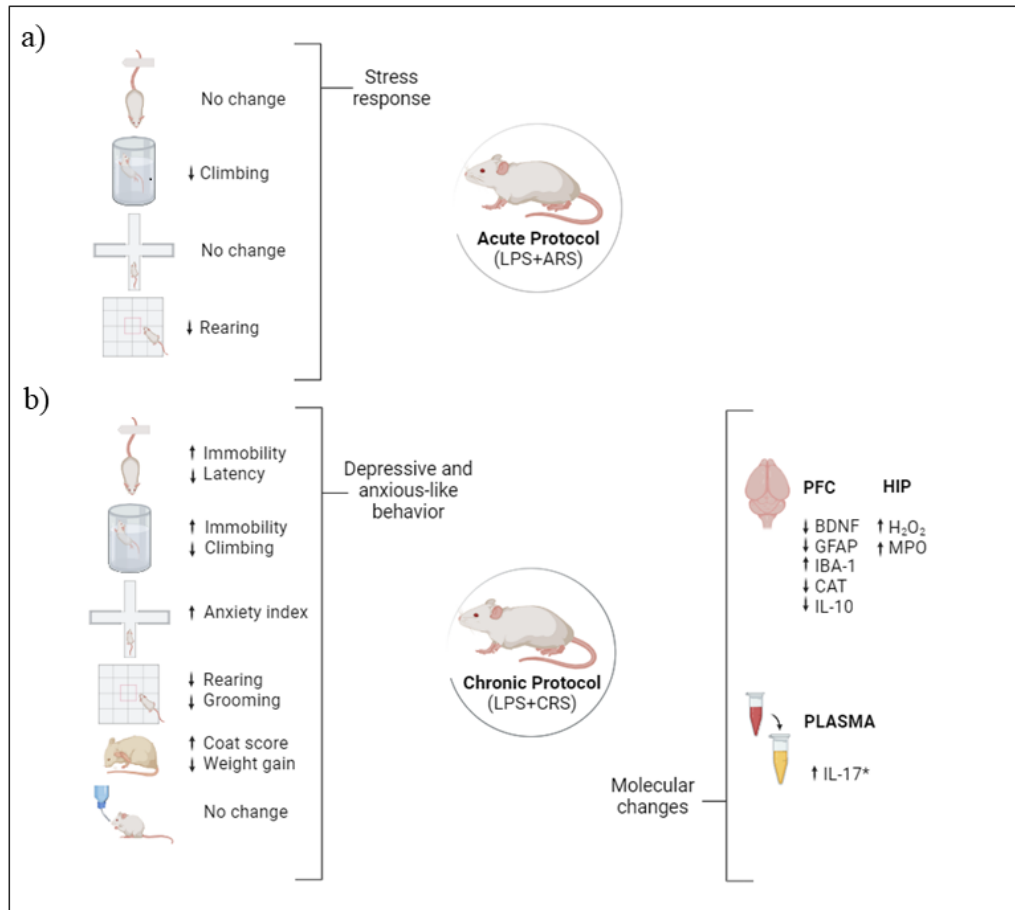 a)
No change
Stress
response
↓ Climbing
No change
↓ Rearing
Acute Protocol
(LPS+ARS)
b)
↑ Immobility
↓ Latency
Depressive and
anxious-like
behavior
↑ Immobility
↓ Climbing
↑ Anxiety index
↓ Rearing
↓ Grooming
↑ Coat score
↓ Weight gain
No change
Chronic Protocol
(LPS+CRS)
PFC HIP
↓ BDNF ↑ H₂O₂
↓ GFAP ↑ MPO
↑ IBA-1
↓ CAT
↓ IL-10
PLASMA
↑ IL-17*
Molecular
changes